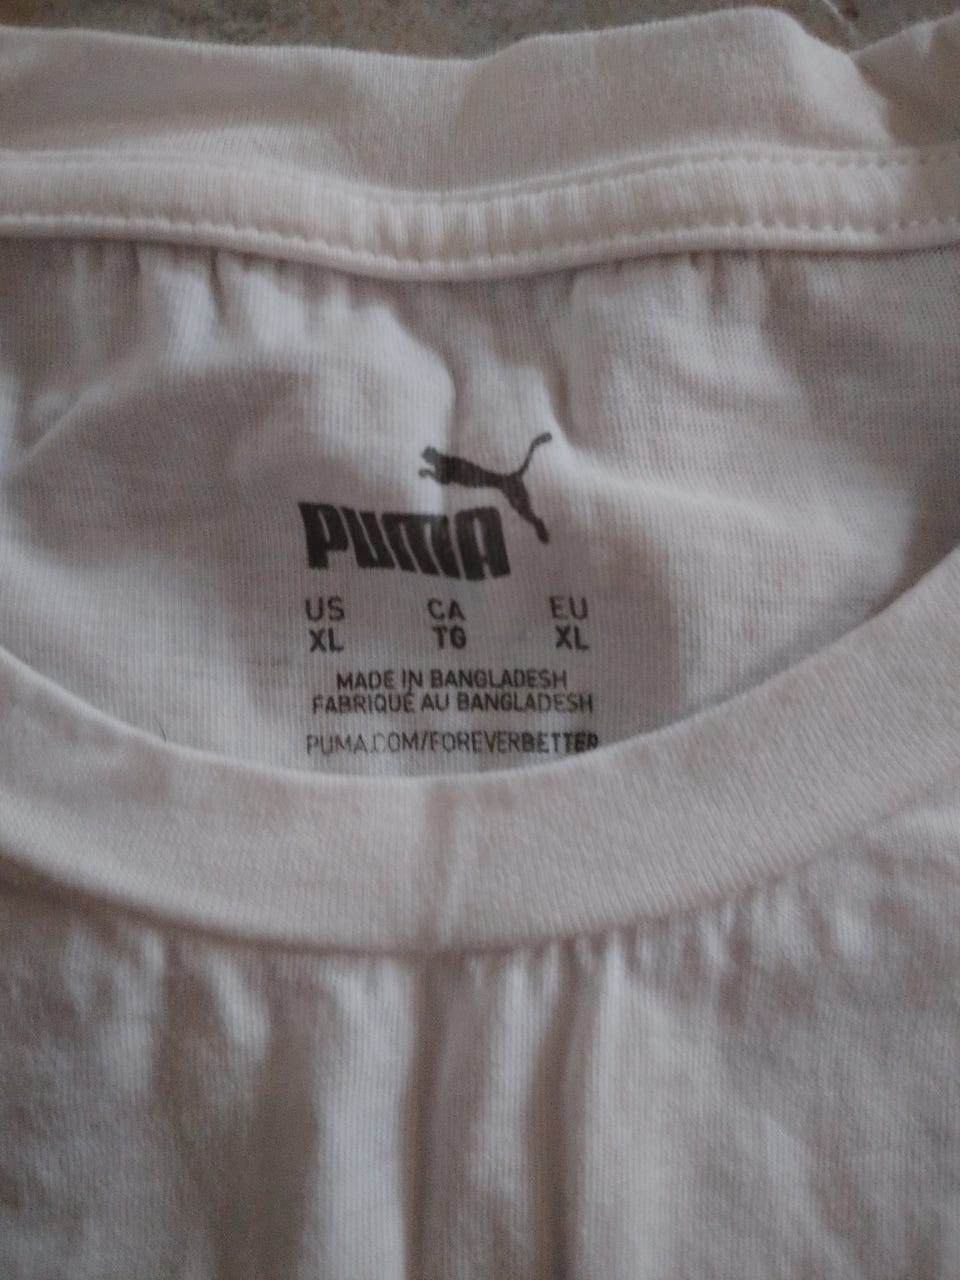 PUMA
US CA EU
XL TG XL
MADE IN BANGLADESH
FABRIQUÉ AU BANGLADESH
PUMA.COM/FOREVERBETTER